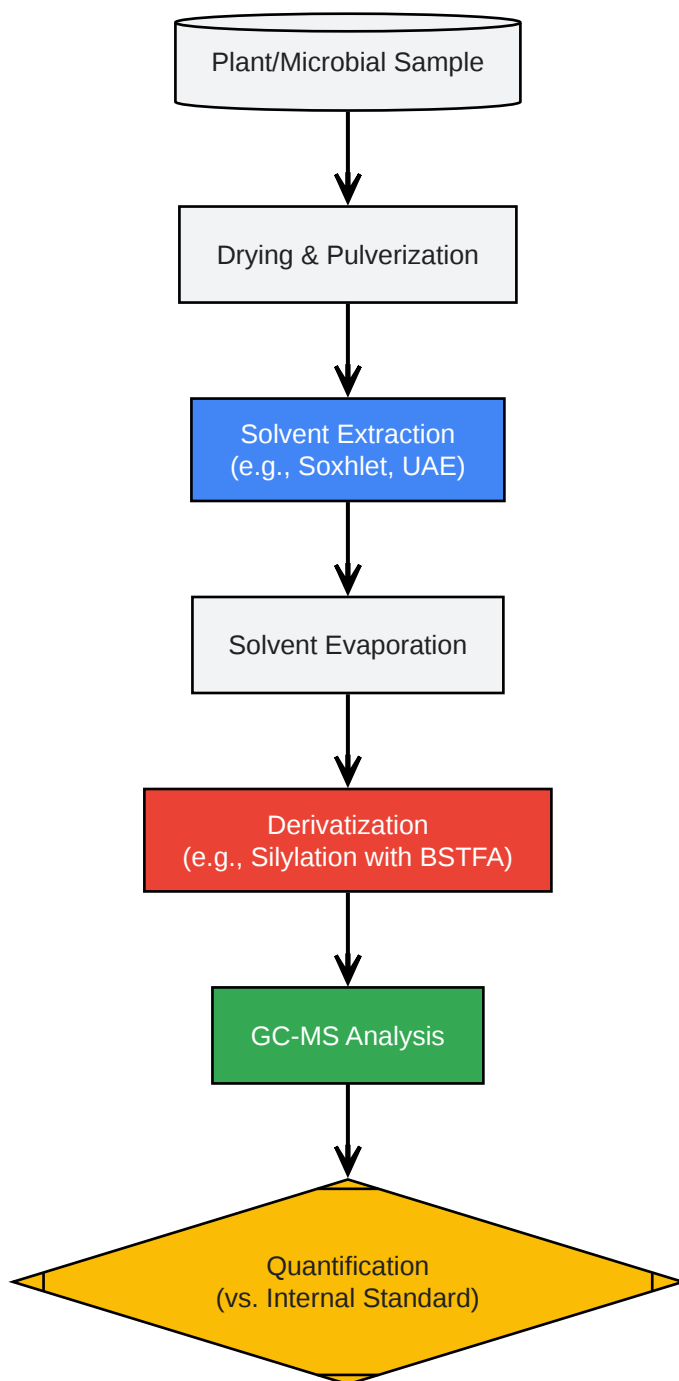 Plant/Microbial Sample
Drying & Pulverization
Solvent Extraction
(e.g., Soxhlet, UAE)
Solvent Evaporation
Derivatization
(e.g., Silylation with BSTFA)
GC-MS Analysis
Quantification
(vs. Internal Standard)